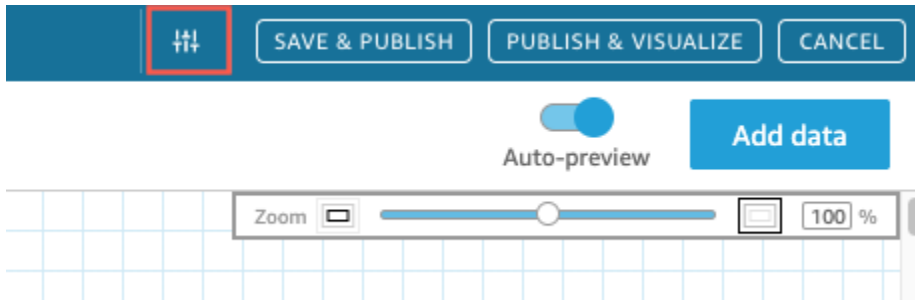 SAVE & PUBLISH PUBLISH & VISUALIZE CANCEL
Auto-preview
Add data
Zoom 100 %